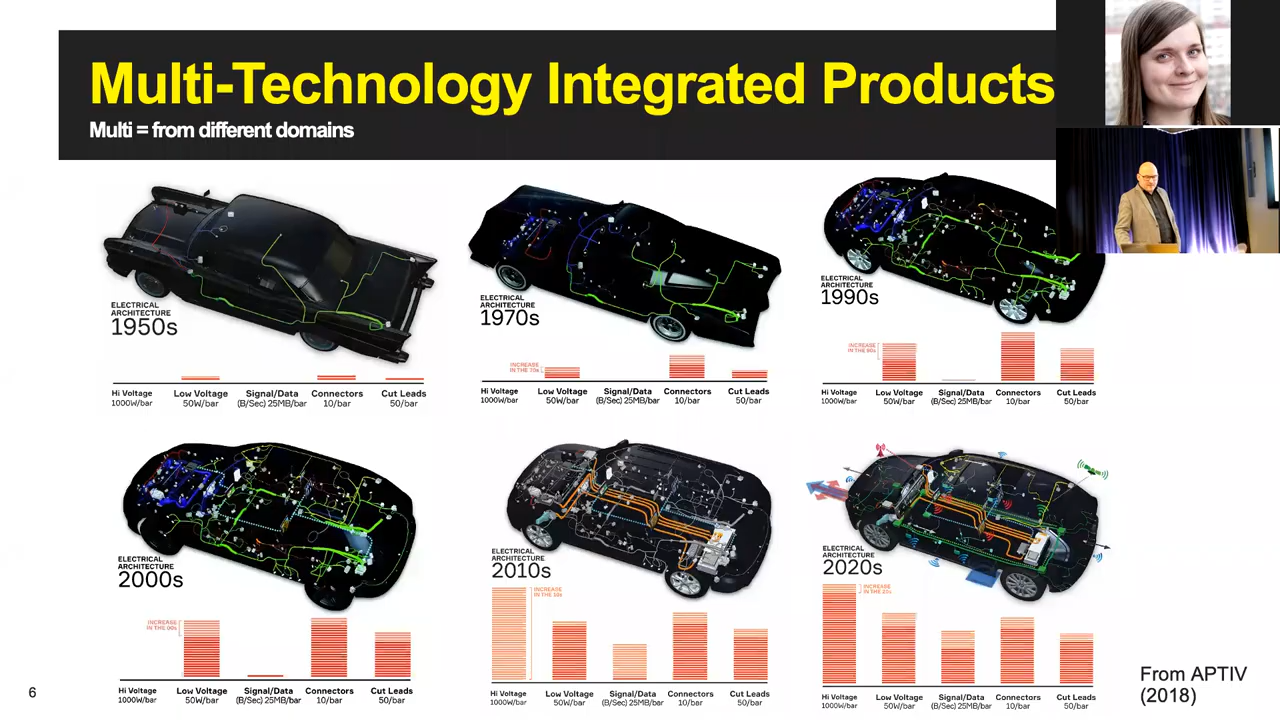 Multi-Technology Integrated Products
Multi = from different domains
ELECTRICAL
ARCHITECTURE
1950s
Hi Voltage
1000W/bar
Low Voltage
50W/bar
Signal/Data
(B/Sec) 25MB/bar
Connectors
10/bar
Cut Leads
50/bar
ELECTRICAL
ARCHITECTURE
1970s
INCREASE
IN THE 70s
Hi Voltage
1000W/bar
Low Voltage
50W/bar
Signal/Data
(B/Sec) 25MB/bar
Connectors
10/bar
Cut Leads
50/bar
ELECTRICAL
ARCHITECTURE
1990s
INCREASE
IN THE 90s
Hi Voltage
1000W/bar
Low Voltage
50W/bar
Signal/Data
(B/Sec) 25MB/bar
Connectors
10/bar
Cut Leads
50/bar
ELECTRICAL
ARCHITECTURE
2000s
INCREASE
IN THE 00s
Hi Voltage
1000W/bar
Low Voltage
50W/bar
Signal/Data
(B/Sec) 25MB/bar
Connectors
10/bar
Cut Leads
50/bar
ELECTRICAL
ARCHITECTURE
2010s
INCREASE
IN THE 10s
Hi Voltage
1000W/bar
Low Voltage
50W/bar
Signal/Data
(B/Sec) 25MB/bar
Connectors
10/bar
Cut Leads
50/bar
ELECTRICAL
ARCHITECTURE
2020s
INCREASE
IN THE 20s
Hi Voltage
1000W/bar
Low Voltage
50W/bar
Signal/Data
(B/Sec) 25MB/bar
Connectors
10/bar
Cut Leads
50/bar
From APTIV
(2018)
6